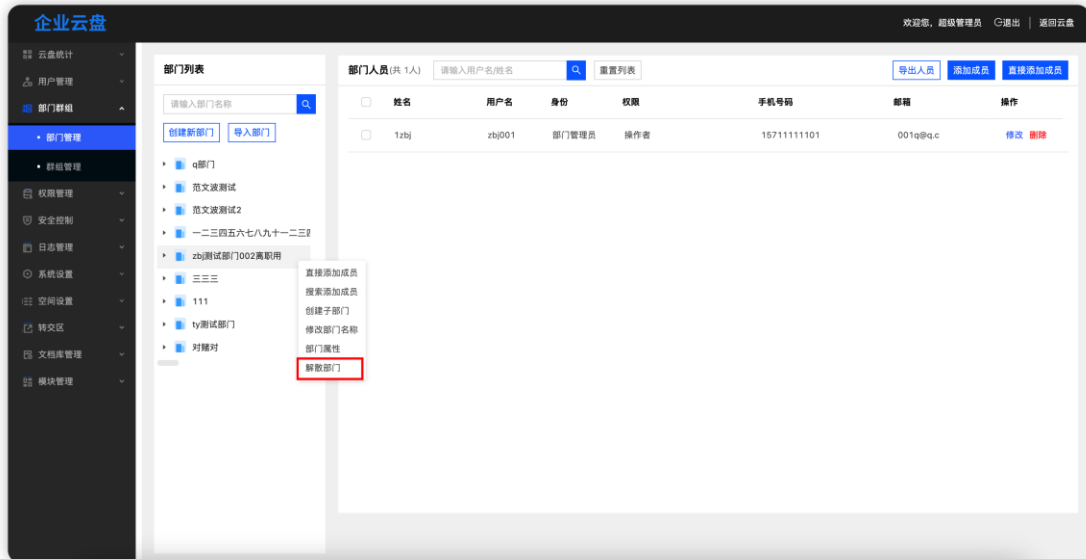 企业云盘
欢迎您，超级管理员 退出 | 返回云盘
云盘统计
用户管理
部门群组
• 部门管理
• 群组管理
权限管理
安全控制
日志管理
系统设置
空间设置
转交区
文档库管理
模块管理
部门列表
请输入部门名称
创建新部门 导入部门
q部门
范文波测试
范文波测试2
一二三四五六七八九十一二三四
zbj测试部门002离职用
三三三
111
ty测试部门
对赌对
直接添加成员
搜索添加成员
创建子部门
修改部门名称
部门属性
解散部门
部门人员(共 1人) 请输入用户名/姓名 重置列表 导出人员 添加成员 直接添加成员
姓名 用户名 身份 权限 手机号码 邮箱 操作
1zbj zbj001 部门管理员 操作者 15711111101 001q@q.c 修改 删除